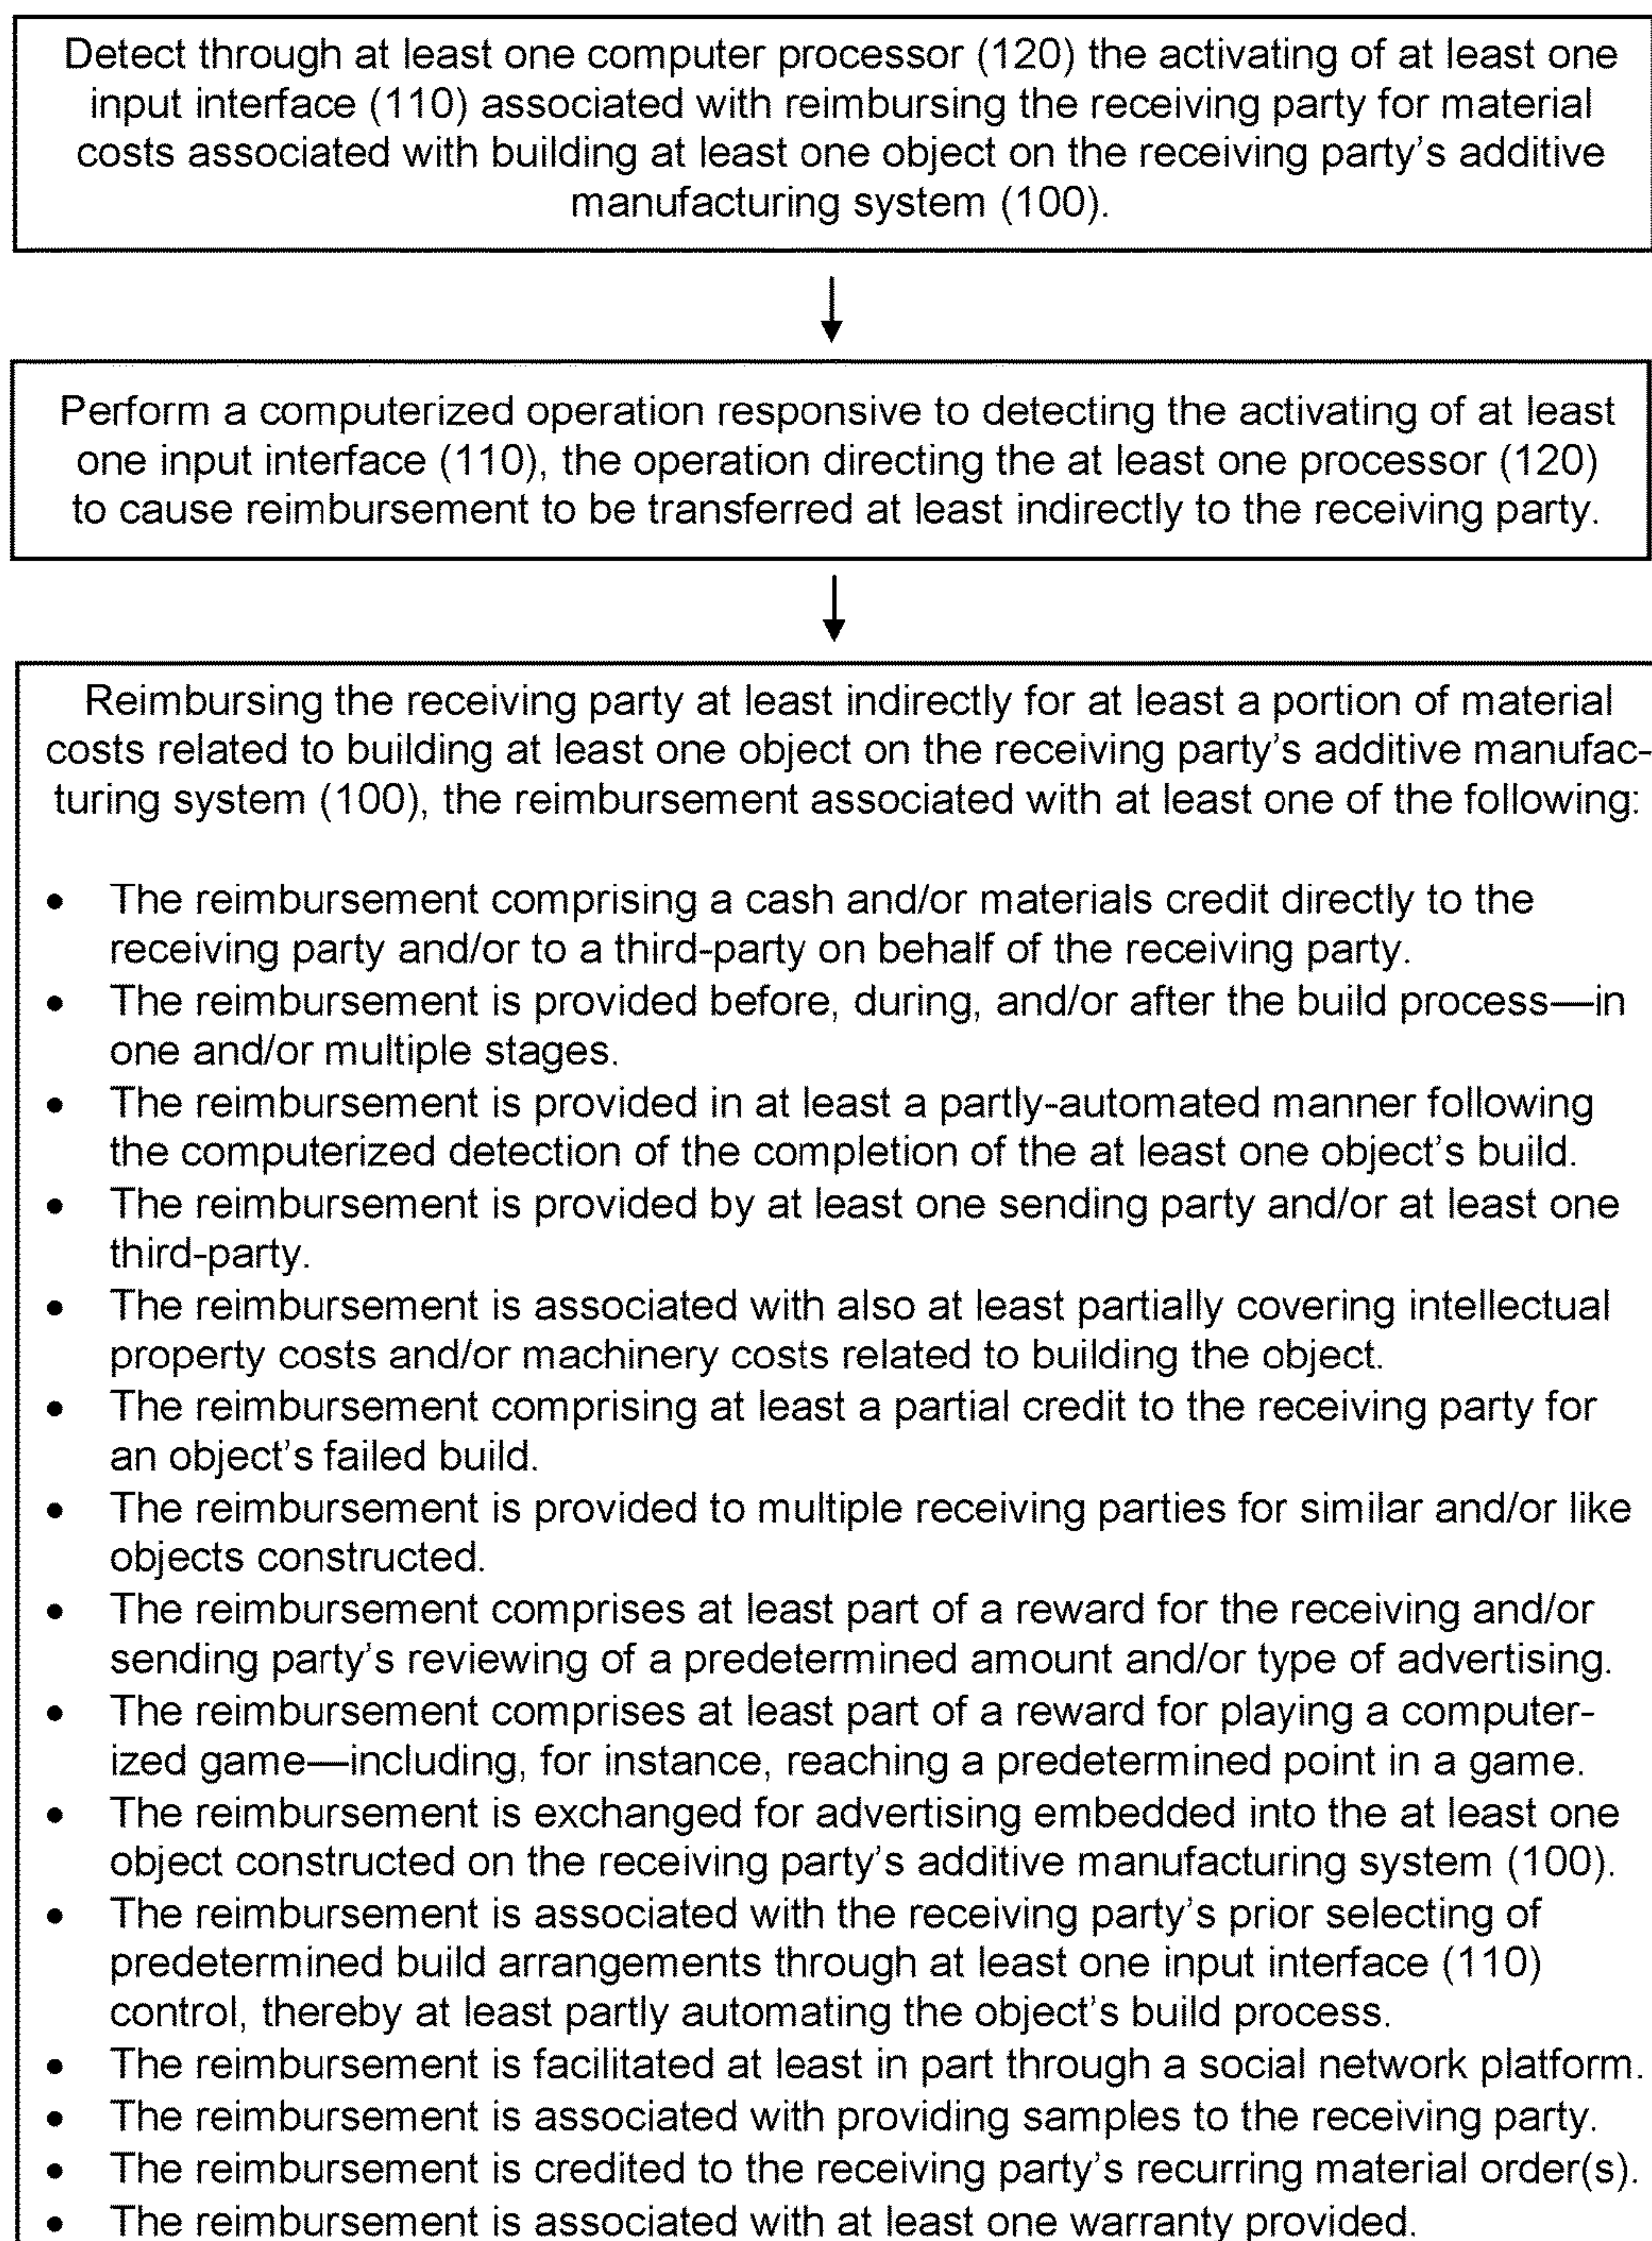 Detect through at least one computer processor (120) the activating of at least one
input interface (110) associated with reimbursing the receiving party for material
costs associated with building at least one object on the receiving party's additive
manufacturing system (100).
Perform a computerized operation responsive to detecting the activating of at least
one input interface (110), the operation directing the at least one processor (120)
to cause reimbursement to be transferred at least indirectly to the receiving party.
Reimbursing the receiving party at least indirectly for at least a portion of material
costs related to building at least one object on the receiving party's additive manufac-
turing system (100), the reimbursement associated with at least one of the following:
• The reimbursement comprising a cash and/or materials credit directly to the
receiving party and/or to a third-party on behalf of the receiving party.
• The reimbursement is provided before, during, and/or after the build process—in
one and/or multiple stages.
• The reimbursement is provided in at least a partly-automated manner following
the computerized detection of the completion of the at least one object's build.
• The reimbursement is provided by at least one sending party and/or at least one
third-party.
• The reimbursement is associated with also at least partially covering intellectual
property costs and/or machinery costs related to building the object.
• The reimbursement comprising at least a partial credit to the receiving party for
an object's failed build.
• The reimbursement is provided to multiple receiving parties for similar and/or like
objects constructed.
• The reimbursement comprises at least part of a reward for the receiving and/or
sending party's reviewing of a predetermined amount and/or type of advertising.
• The reimbursement comprises at least part of a reward for playing a computer-
ized game—including, for instance, reaching a predetermined point in a game.
• The reimbursement is exchanged for advertising embedded into the at least one
object constructed on the receiving party's additive manufacturing system (100).
• The reimbursement is associated with the receiving party's prior selecting of
predetermined build arrangements through at least one input interface (110)
control, thereby at least partly automating the object's build process.
• The reimbursement is facilitated at least in part through a social network platform.
• The reimbursement is associated with providing samples to the receiving party.
• The reimbursement is credited to the receiving party's recurring material order(s).
• The reimbursement is associated with at least one warranty provided.